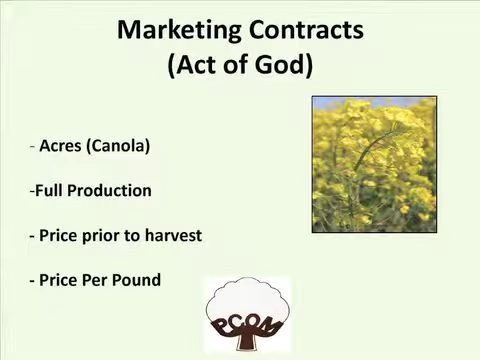 Marketing Contracts
(Act of God)
- Acres (Canola)
-Full Production
- Price prior to harvest
- Price Per Pound
PCOM